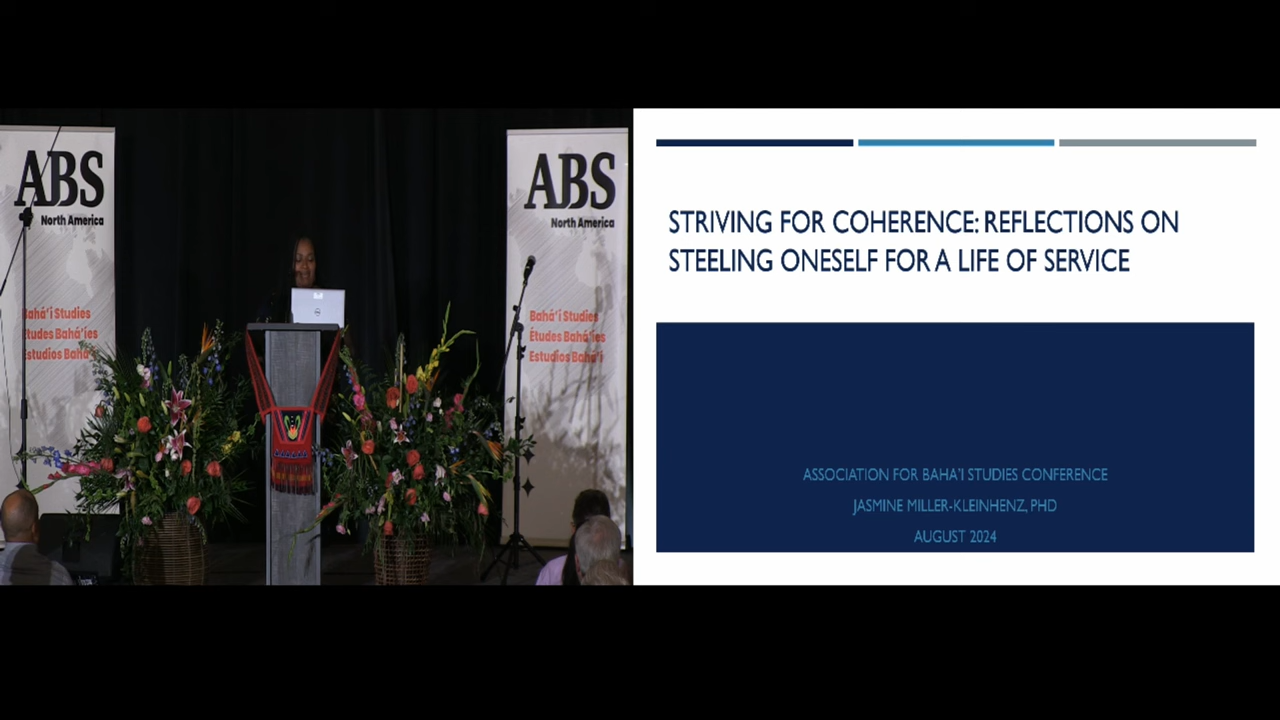 ABS
North America
Bahá'í Studies
Études Bahá'íes
Estudios Bahá'í
ABS
North America
Bahá'í Studies
Études Bahá'íes
Estudios Bahá'í
STRIVING FOR COHERENCE: REFLECTIONS ON
STEELING ONESELF FOR A LIFE OF SERVICE
ASSOCIATION FOR BAHA'I STUDIES CONFERENCE
JASMINE MILLER-KLEINHENZ, PHD
AUGUST 2024